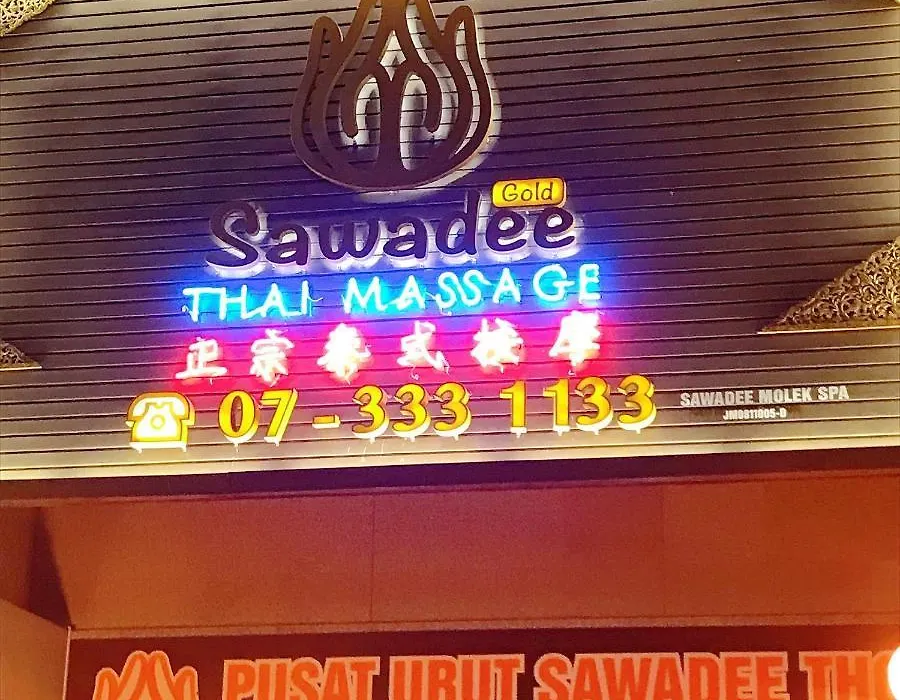 Gold
Sawadee
THAI MASSAGE
正宗泰式按摩
07-333 1133
SAWADEE MOLEK SPA
JM0811005-D
PUSAT URUT SAWADEE